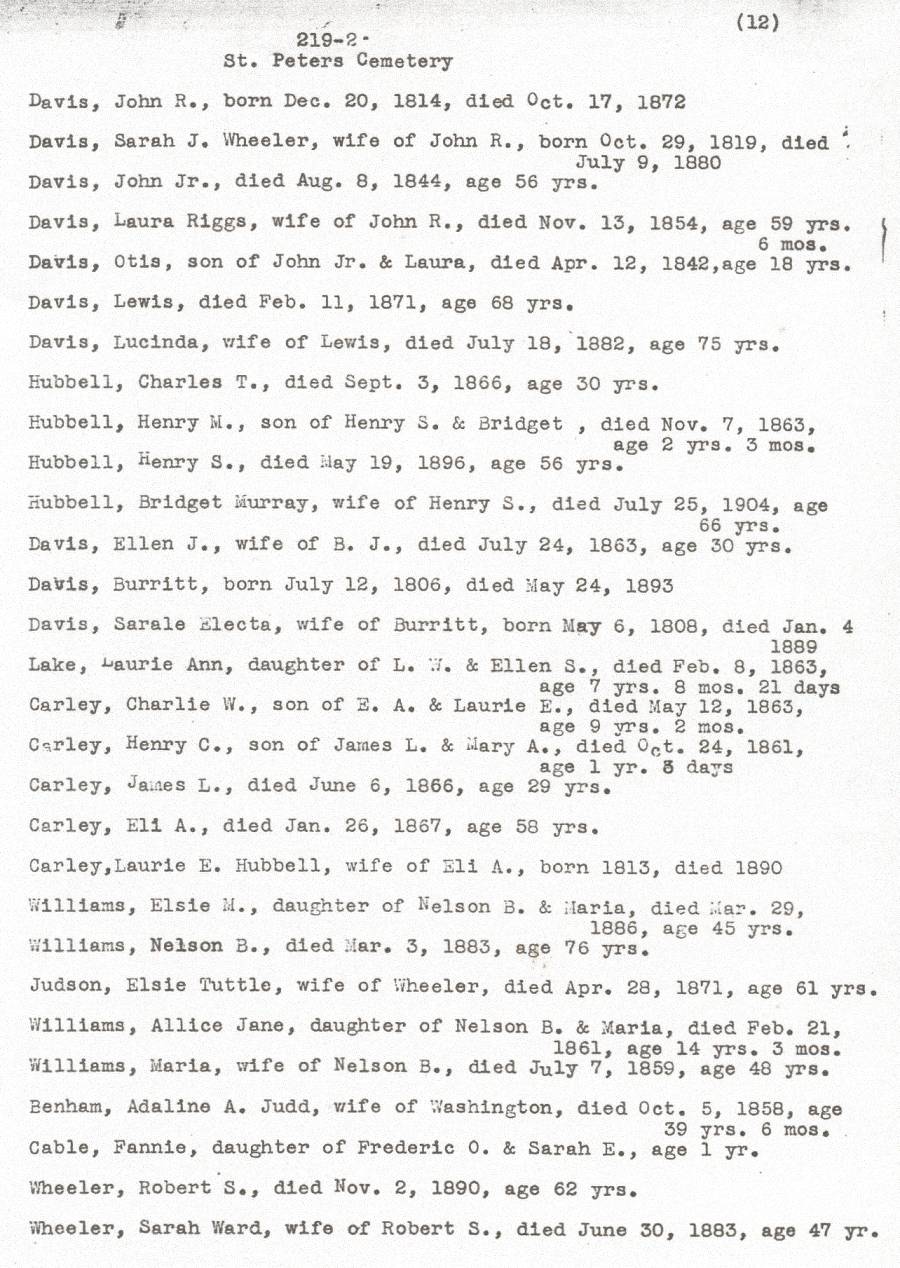 (12)
219-2-
St. Peters Cemetery
Davis, John R., born Dec. 20, 1814, died Oct. 17, 1872
Davis, Sarah J. Wheeler, wife of John R., born Oct. 29, 1819, died
July 9, 1880
Davis, John Jr., died Aug. 8, 1844, age 56 yrs.
Davis, Laura Riggs, wife of John R., died Nov. 13, 1854, age 59 yrs.
6 mos.
Davis, Otis, son of John Jr. & Laura, died Apr. 12, 1842,age 18 yrs.
Davis, Lewis, died Feb. 11, 1871, age 68 yrs.
Davis, Lucinda, wife of Lewis, died July 18, 1882, age 75 yrs.
Hubbell, Charles T., died Sept. 3, 1866, age 30 yrs.
Hubbell, Henry M., son of Henry S. & Bridget , died Nov. 7, 1863,
age 2 yrs. 3 mos.
Hubbell, Henry S., died May 19, 1896, age 56 yrs.
Hubbell, Bridget Murray, wife of Henry S., died July 25, 1904, age
66 yrs.
Davis, Ellen J., wife of B. J., died July 24, 1863, age 30 yrs.
Davis, Burritt, born July 12, 1806, died May 24, 1893
Davis, Sarale Electa, wife of Burritt, born May 6, 1808, died Jan. 4
1889
Lake, Laurie Ann, daughter of L. W. & Ellen S., died Feb. 8, 1863,
age 7 yrs. 8 mos. 21 days
Carley, Charlie W., son of E. A. & Laurie E., died May 12, 1863,
age 9 yrs. 2 mos.
Carley, Henry C., son of James L. & Mary A., died Oct. 24, 1861,
age 1 yr. 3 days
Carley, James L., died June 6, 1866, age 29 yrs.
Carley, Eli A., died Jan. 26, 1867, age 58 yrs.
Carley,Laurie E. Hubbell, wife of Eli A., born 1813, died 1890
Williams, Elsie M., daughter of Nelson B. & Maria, died Mar. 29,
1886, age 45 yrs.
Williams, Nelson B., died Mar. 3, 1883, age 76 yrs.
Judson, Elsie Tuttle, wife of Wheeler, died Apr. 28, 1871, age 61 yrs.
Williams, Allice Jane, daughter of Nelson B. & Maria, died Feb. 21,
1861, age 14 yrs. 3 mos.
Williams, Maria, wife of Nelson B., died July 7, 1859, age 48 yrs.
Benham, Adaline A. Judd, wife of Washington, died Oct. 5, 1858, age
39 yrs. 6 mos.
Cable, Fannie, daughter of Frederic O. & Sarah E., age 1 yr.
Wheeler, Robert S., died Nov. 2, 1890, age 62 yrs.
Wheeler, Sarah Ward, wife of Robert S., died June 30, 1883, age 47 yr.